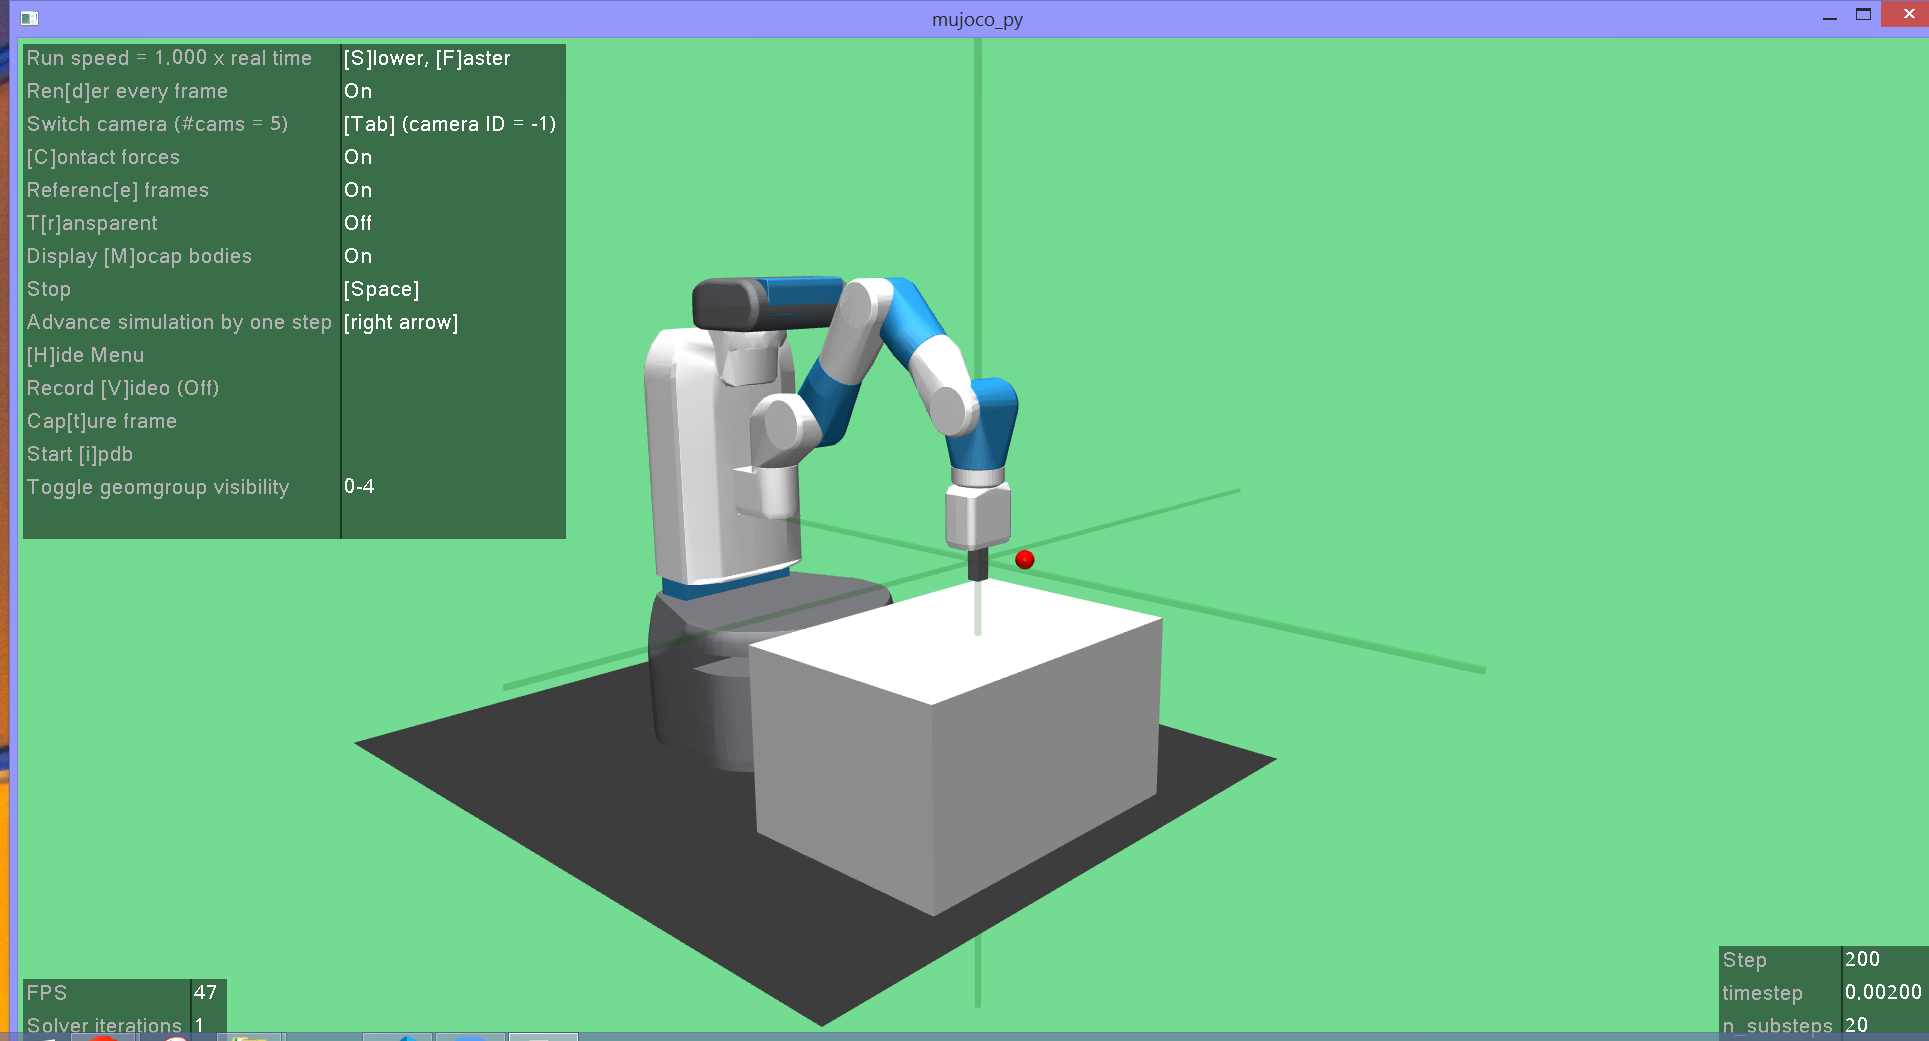 mujoco_py
Run speed = 1.000 x real time [S]lower, [F]aster
Ren[d]er every frame On
Switch camera (#cams = 5) [Tab] (camera ID = -1)
[C]ontact forces On
Referenc[e] frames On
T[r]ansparent Off
Display [M]ocap bodies On
Stop [Space]
Advance simulation by one step [right arrow]
[H]ide Menu
Record [V]ideo (Off)
Cap[t]ure frame
Start [i]pdb
Toggle geomgroup visibility 0-4
FPS 47
Solver iterations 1
Step 200
timestep 0.00200
n_substeps 20